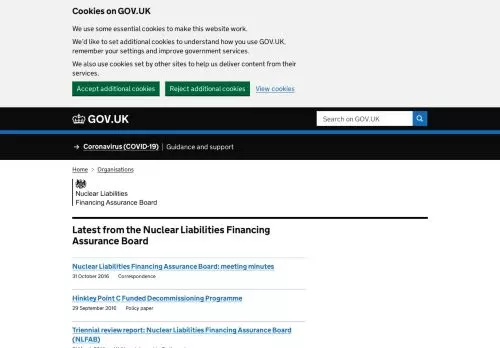 Cookies on GOV.UK
We use some essential cookies to make this website work.
We'd like to set additional cookies to understand how you use GOV.UK,
remember your settings and improve government services.
We also use cookies set by other sites to help us deliver content from their
services.
Accept additional cookies Reject additional cookies View cookies
GOV.UK Search on GOV.UK
→ Coronavirus (COVID-19) | Guidance and support
Home > Organisations
Nuclear Liabilities
Financing Assurance Board
Latest from the Nuclear Liabilities Financing
Assurance Board
Nuclear Liabilities Financing Assurance Board: meeting minutes
31 October 2016 Correspondence
Hinkley Point C Funded Decommissioning Programme
29 September 2016 Policy paper
Triennial review report: Nuclear Liabilities Financing Assurance Board
(NLFAB)